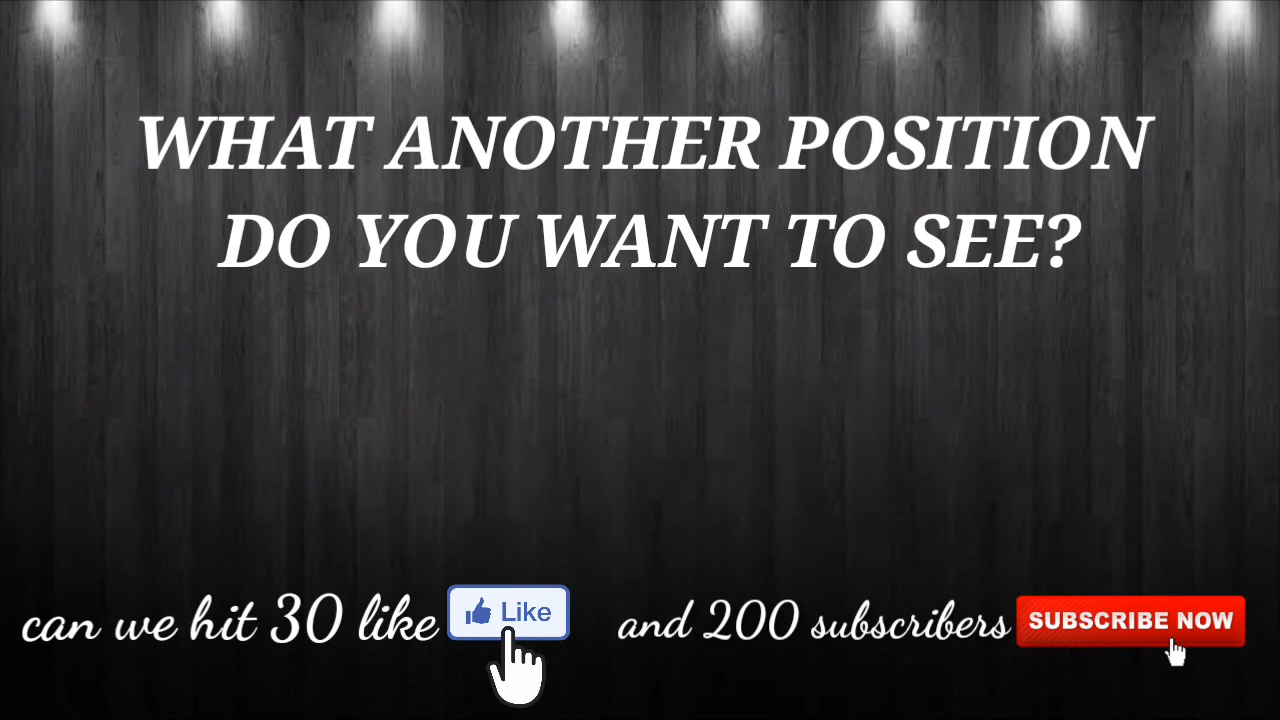 WHAT ANOTHER POSITION
DO YOU WANT TO SEE?
can we hit 30 like Like and 200 subscribers SUBSCRIBE NOW